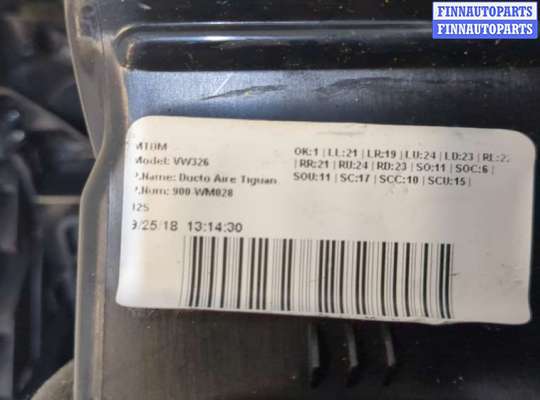 FINNAUTOPARTS
FINNAUTOPARTS
MTBM
Model: VW326
P.Name: Ducto Aire Tiguan
P.Num: 900-WM028
125
9/25/18 13:14:30
OK:1 | LL:21 | LR:19 | LU:24 | LD:23 | RL:22
| RR:21 | RU:24 | RD:23 | SO:11 | SOC:6 |
SOU:11 | SC:17 | SCC:10 | SCU:15 |